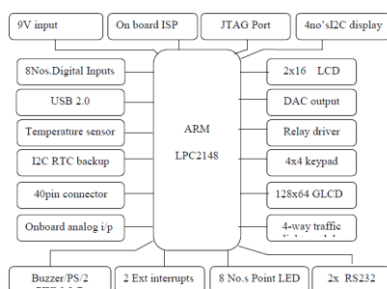 9V input
On board ISP
JTAG Port
4no'sI2C display
8Nos.Digital Inputs
2x16 LCD
USB 2.0
DAC output
Temperature sensor
ARM
Relay driver
LPC2148
I2C RTC backup
4x4 keypad
40pin connector
128x64 GLCD
Onboard analog i/p
4-way traffic
Buzzer/PS/2
2 Ext interrupts
8 No.s Point LED
2x RS232